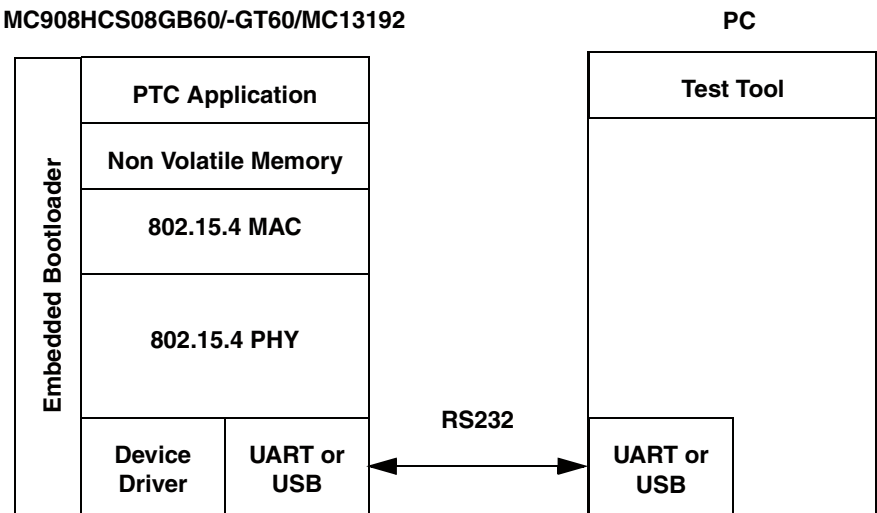 MC908HCS08GB60/-GT60/MC13192
PC
Embedded Bootloader
PTC Application
Non Volatile Memory
802.15.4 MAC
802.15.4 PHY
Device
Driver
UART or
USB
RS232
Test Tool
UART or
USB